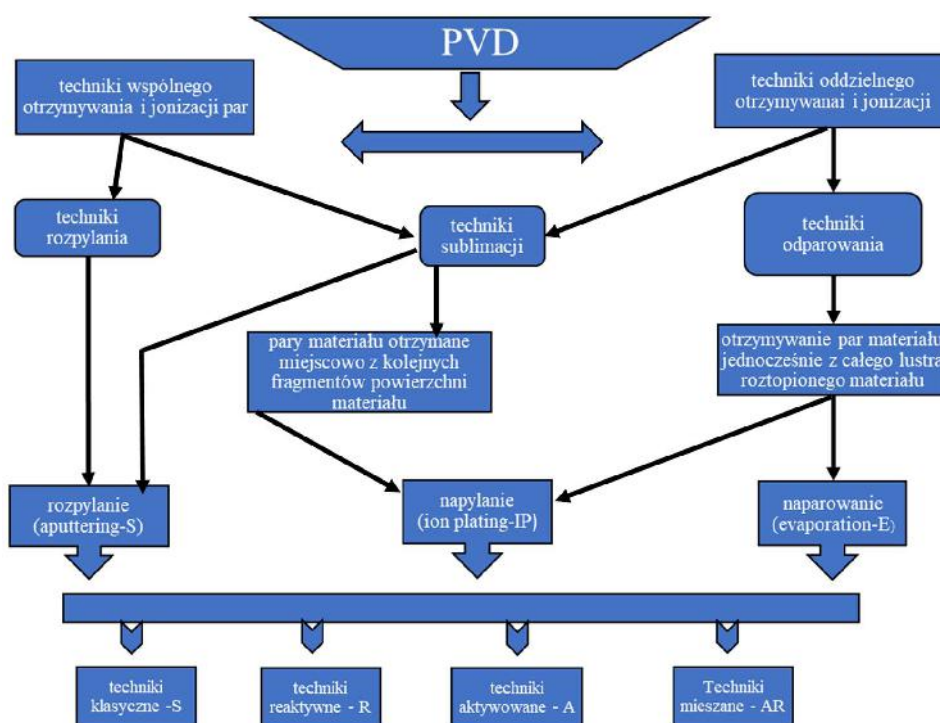 PVD
techniki wspólnego
otrzymywania i jonizacji par
techniki oddzielnego
otrzymywanai i jonizacji
techniki
rozpylania
techniki
sublimacji
techniki
odparowania
pary materiału otrzymane
miejscowo z kolejnych
fragmentów powierzchni
materiału
otrzymywanie par materiału
jednocześnie z całego lustra
roztopionego materiału
rozpylanie
(aputtering-S)
napylanie
(ion plating-IP)
naparowanie
(evaporation-E)
techniki
klasyczne -S
techniki
reaktywne - R
techniki
aktywowane - A
Techniki
mieszane - AR